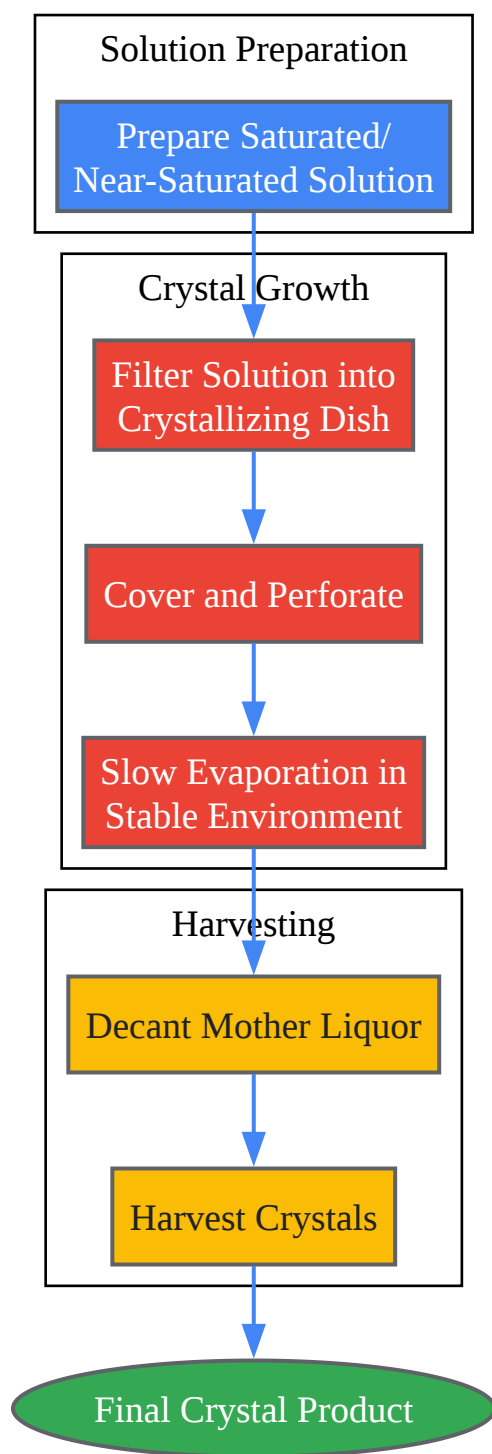 Solution Preparation
Prepare Saturated/
Near-Saturated Solution
Crystal Growth
Filter Solution into
Crystallizing Dish
Cover and Perforate
Slow Evaporation in
Stable Environment
Harvesting
Decant Mother Liquor
Harvest Crystals
Final Crystal Product